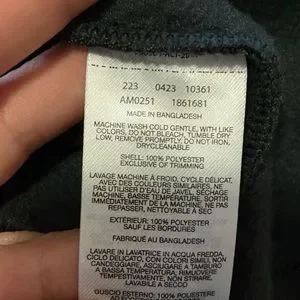 223 0423 10361
AM0251 1861681
MADE IN BANGLADESH
MACHINE WASH COLD GENTLE, WITH LIKE
COLORS, DO NOT BLEACH, TUMBLE DRY
LOW, REMOVE PROMPTLY, DO NOT IRON,
DRYCLEANABLE
SHELL: 100% POLYESTER
EXCLUSIVE OF TRIMMING
LAVAGE MACHINE À FROID, CYCLE DÉLICAT,
AVEC DES COULEURS SIMILAIRES, NE
PAS UTILISER D'EAU DE JAVEL, SÉCHAGE
MACHINE, BASSE TEMPÉRATURE, SORTIR
IMMÉDIATEMENT DE LA MACHINE, NE PAS
REPASSER, NETTOYABLE À SEC
EXTÉRIEUR: 100% POLYESTER
SAUF LES BORDURES
FABRIQUÉ AU BANGLADESH
LAVARE IN LAVATRICE IN ACQUA FREDDA,
CICLO DELICATO, CON COLORI SIMILI, NON
CANDEGGIARE, ASCIUGARE A TAMBURO
A BASSA TEMPERATURA, RIMUOVERE
TEMPESTIVAMENTE, NON STIRARE,
LAVABILE A SECCO
GUSCIO ESTERNO: 100% POLIESTERE